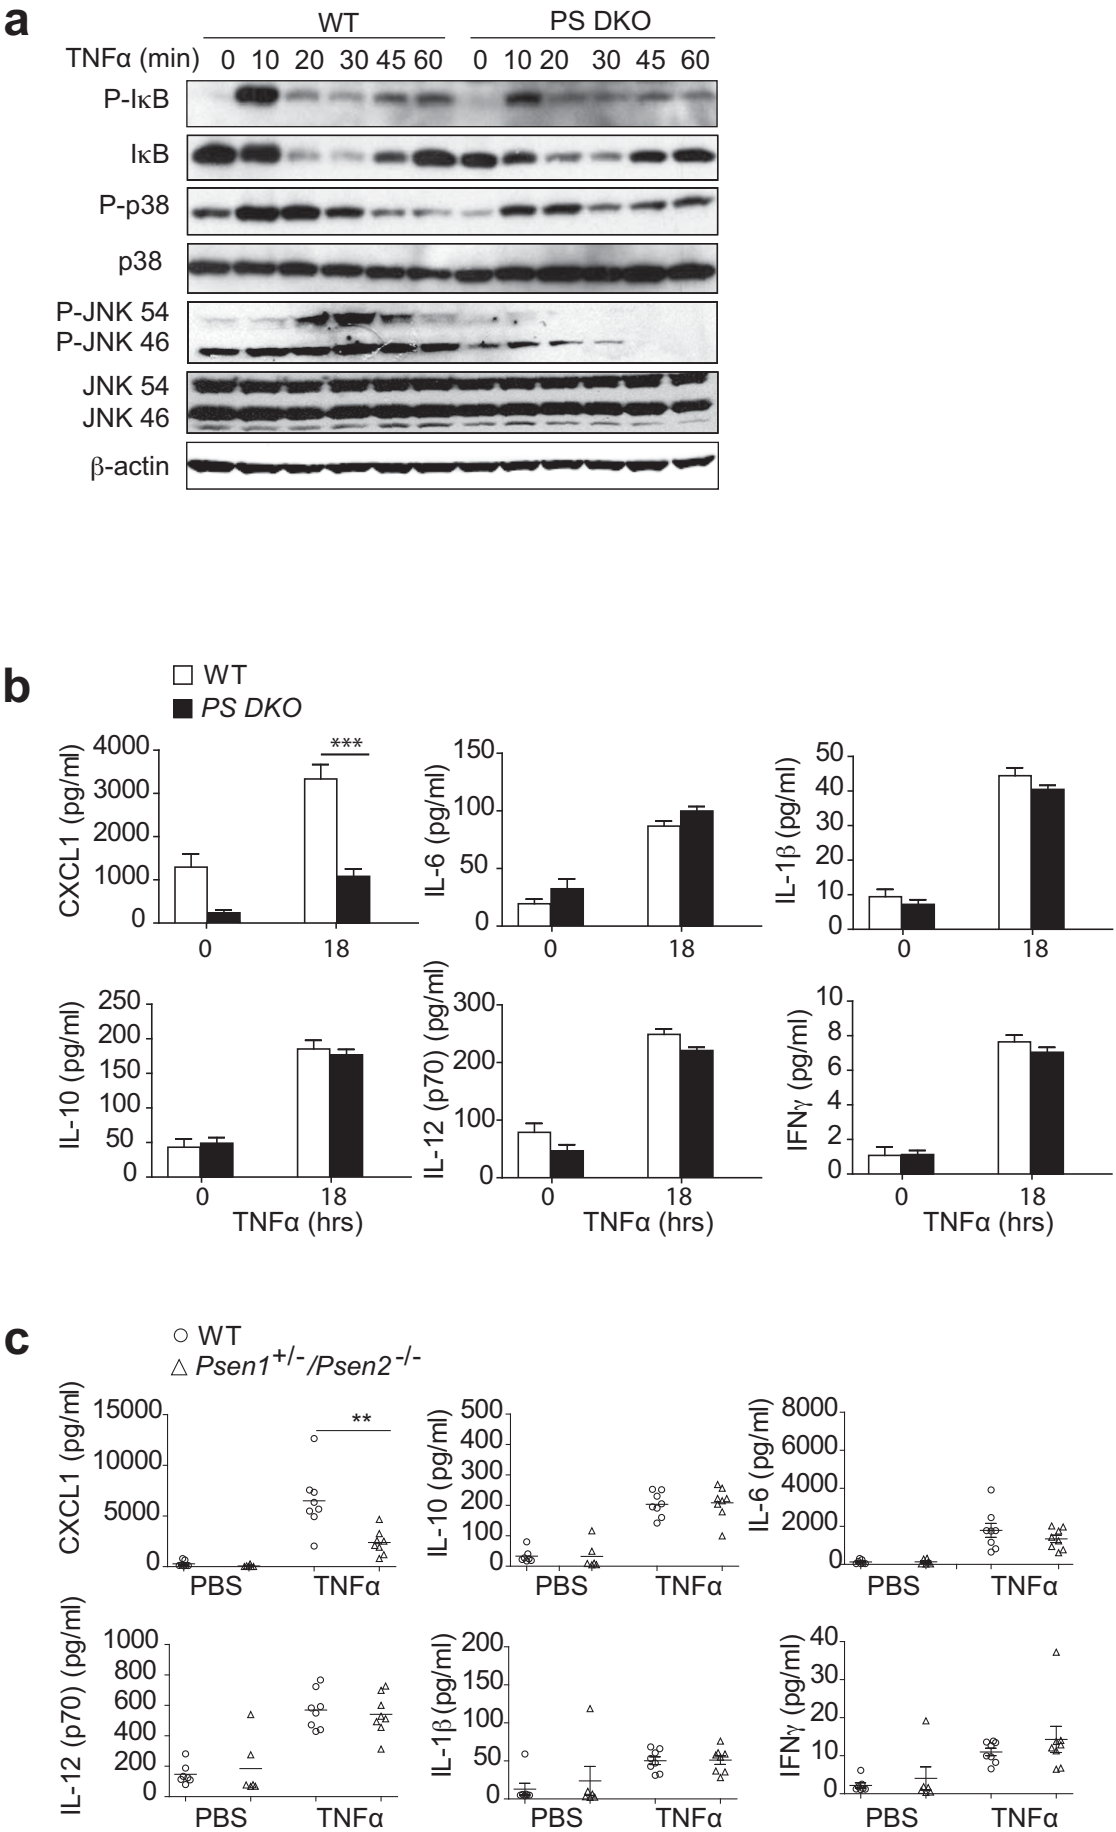 a
WT PS DKO
TNFα (min) 0 10 20 30 45 60 0 10 20 30 45 60
P-IκB
IκB
P-p38
p38
P-JNK 54
P-JNK 46
JNK 54
JNK 46
β-actin
b
WT
PS DKO
CXCL1 (pg/ml)
4000
3000
2000
1000
0
***
0 18
IL-6 (pg/ml)
150
100
50
0
0 18
IL-1β (pg/ml)
50
40
30
20
10
0
0 18
IL-10 (pg/ml)
250
200
150
100
50
0
0 18
TNFα (hrs)
IL-12 (p70) (pg/ml)
300
200
100
0
0 18
TNFα (hrs)
IFNγ (pg/ml)
10
8
6
4
2
0
0 18
TNFα (hrs)
c
WT
Psen1+/-/Psen2-/-
CXCL1 (pg/ml)
15000
10000
5000
0
**
PBS TNFα
IL-10 (pg/ml)
500
400
300
200
100
0
PBS TNFα
IL-6 (pg/ml)
8000
6000
4000
2000
0
PBS TNFα
IL-12 (p70) (pg/ml)
1000
800
600
400
200
0
PBS TNFα
IL-1β (pg/ml)
200
150
100
50
0
PBS TNFα
IFNγ (pg/ml)
40
30
20
10
0
PBS TNFα